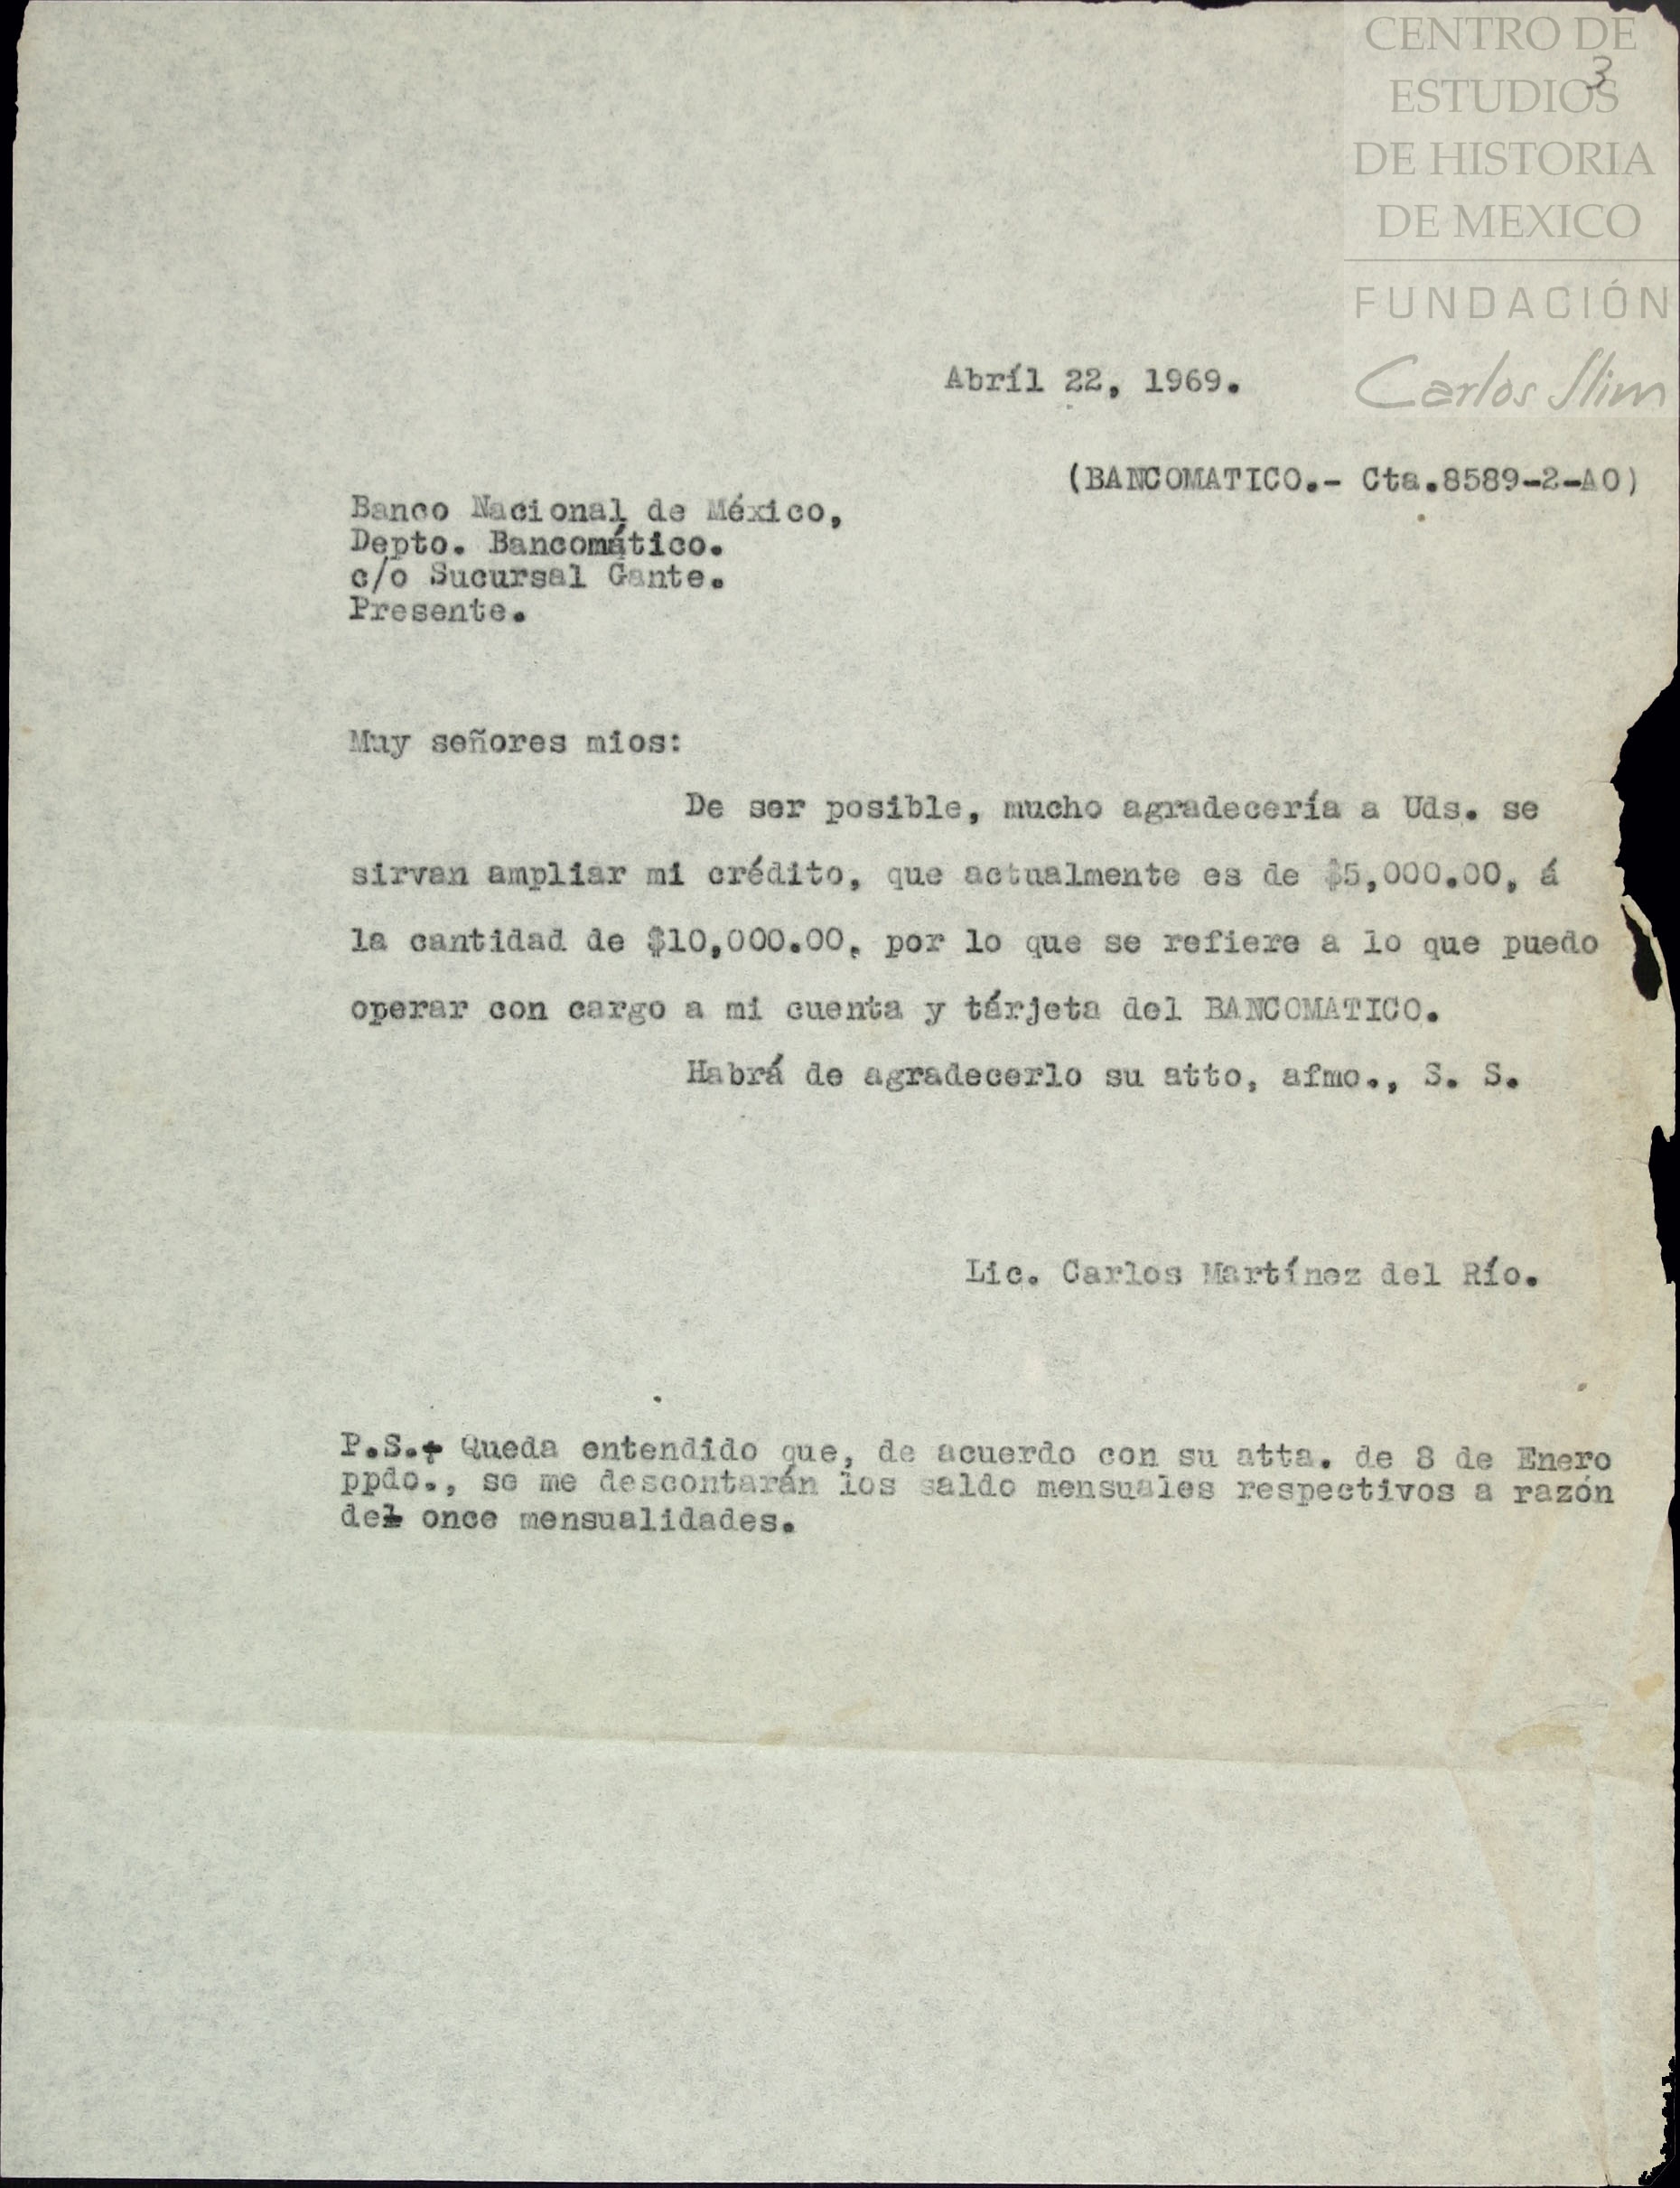 CENTRO DE
3
ESTUDIOS
DE HISTORIA
DE MEXICO
FUNDACIÓN
Carlos Slim
Abríl 22, 1969.
(BANCOMATICO.- Cta.8589-2-A0)
Banco Nacional de México,
Depto. Bancomático.
c/o Sucursal Gante.
Presente.
Muy señores mios:
De ser posible, mucho agradecería a Uds. se
sirvan ampliar mi crédito, que actualmente es de $5,000.00, á
la cantidad de $10,000.00, por lo que se refiere a lo que puedo
operar con cargo a mi cuenta y tárjeta del BANCOMATICO.
Habrá de agradecerlo su atto, afmo., S. S.
Lic. Carlos Martínez del Río.
P.S.- Queda entendido que, de acuerdo con su atta. de 8 de Enero
ppdo., se me descontarán los saldo mensuales respectivos a razón
de once mensualidades.